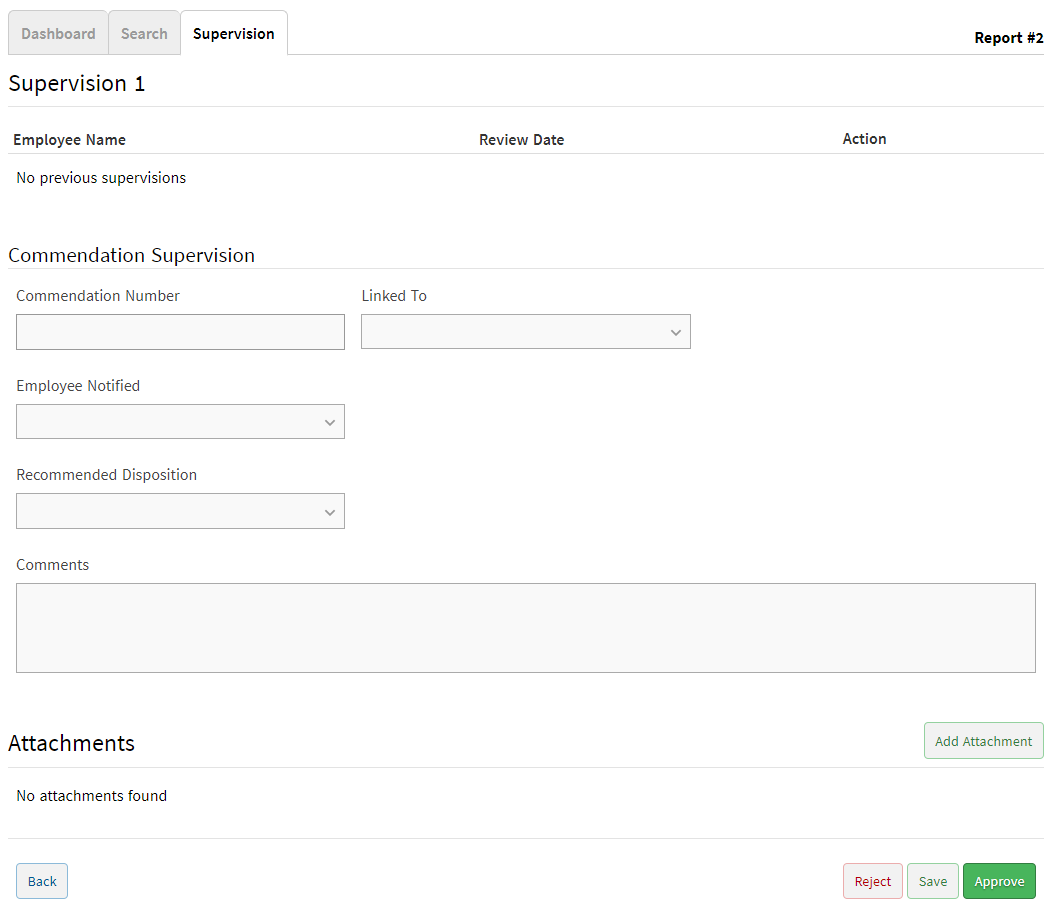 Dashboard Search Supervision
Report #2
Supervision 1
Employee Name Review Date Action
No previous supervisions
Commendation Supervision
Commendation Number Linked To
Employee Notified
Recommended Disposition
Comments
Attachments Add Attachment
No attachments found
Back Reject Save Approve